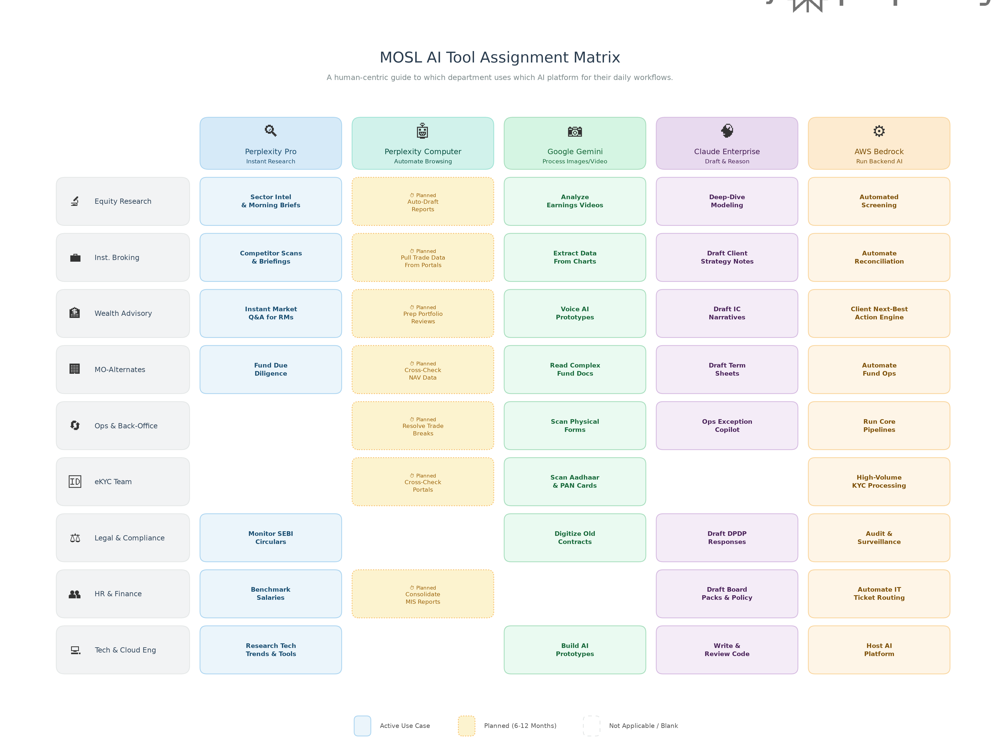 MOSL AI Tool Assignment Matrix
A human-centric guide to which department uses which AI platform for their daily workflows.
Perplexity Pro
Instant Research
Perplexity Computer
Automate Browsing
Google Gemini
Process Images/Video
Claude Enterprise
Draft & Reason
AWS Bedrock
Run Backend AI
Equity Research
Sector Intel
& Morning Briefs
⏱ Planned
Auto-Draft
Reports
Analyze
Earnings Videos
Deep-Dive
Modeling
Automated
Screening
Inst. Broking
Competitor Scans
& Briefings
⏱ Planned
Pull Trade Data
From Portals
Extract Data
From Charts
Draft Client
Strategy Notes
Automate
Reconciliation
Wealth Advisory
Instant Market
Q&A for RMs
⏱ Planned
Prep Portfolio
Reviews
Voice AI
Prototypes
Draft IC
Narratives
Client Next-Best
Action Engine
MO-Alternates
Fund Due
Diligence
⏱ Planned
Cross-Check
NAV Data
Read Complex
Fund Docs
Draft Term
Sheets
Automate
Fund Ops
Ops & Back-Office
⏱ Planned
Resolve Trade
Breaks
Scan Physical
Forms
Ops Exception
Copilot
Run Core
Pipelines
ID
eKYC Team
⏱ Planned
Cross-Check
Portals
Scan Aadhaar
& PAN Cards
High-Volume
KYC Processing
Legal & Compliance
Monitor SEBI
Circulars
Digitize Old
Contracts
Draft DPDP
Responses
Audit &
Surveillance
HR & Finance
Benchmark
Salaries
⏱ Planned
Consolidate
MIS Reports
Draft Board
Packs & Policy
Automate IT
Ticket Routing
Tech & Cloud Eng
Research Tech
Trends & Tools
Build AI
Prototypes
Write &
Review Code
Host AI
Platform
Active Use Case
Planned (6-12 Months)
Not Applicable / Blank